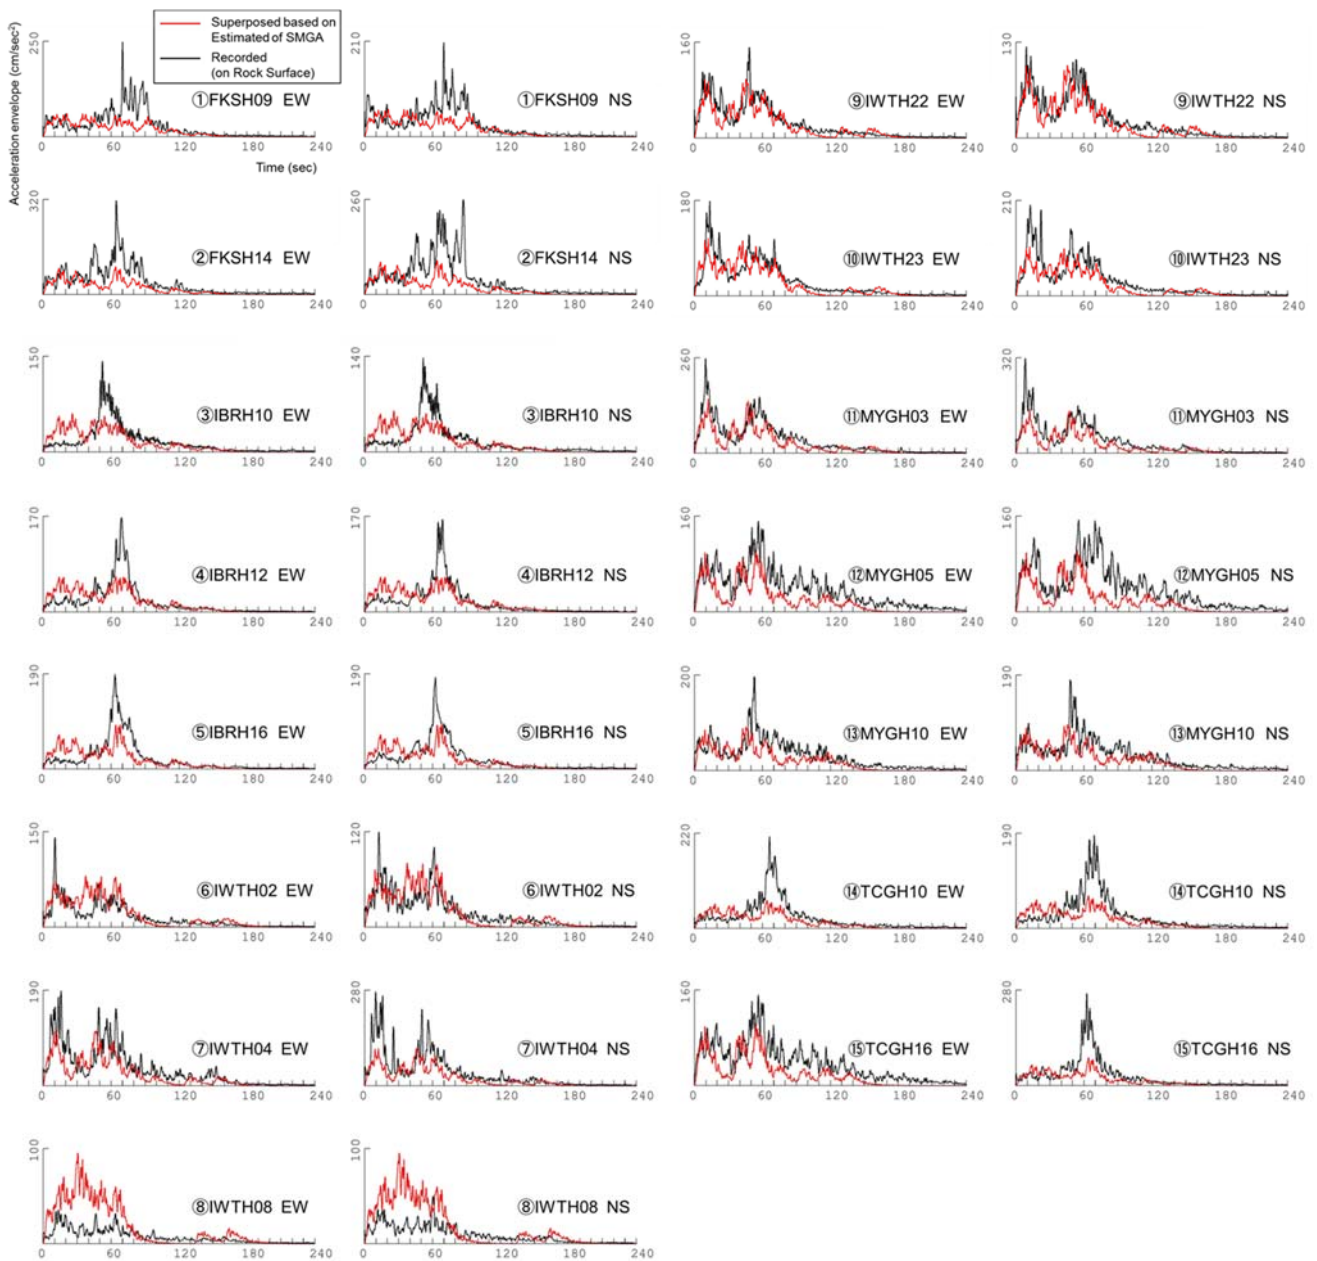 Superposed based on
Estimated of SMGA
Recorded
(on Rock Surface)
Acceleration envelope (cm/sec²)
Time (sec)
250
①FKSH09 EW
0 60 120 180 240
210
①FKSH09 NS
0 60 120 180 240
160
⑨IWTH22 EW
0 60 120 180 240
130
⑨IWTH22 NS
0 60 120 180 240
320
②FKSH14 EW
0 60 120 180 240
260
②FKSH14 NS
0 60 120 180 240
180
⑩IWTH23 EW
0 60 120 180 240
210
⑩IWTH23 NS
0 60 120 180 240
150
③IBRH10 EW
0 60 120 180 240
140
③IBRH10 NS
0 60 120 180 240
260
⑪MYGH03 EW
0 60 120 180 240
320
⑪MYGH03 NS
0 60 120 180 240
170
④IBRH12 EW
0 60 120 180 240
170
④IBRH12 NS
0 60 120 180 240
160
⑫MYGH05 EW
0 60 120 180 240
160
⑫MYGH05 NS
0 60 120 180 240
190
⑤IBRH16 EW
0 60 120 180 240
190
⑤IBRH16 NS
0 60 120 180 240
200
⑬MYGH10 EW
0 60 120 180 240
190
⑬MYGH10 NS
0 60 120 180 240
150
⑥IWTH02 EW
0 60 120 180 240
120
⑥IWTH02 NS
0 60 120 180 240
220
⑭TCGH10 EW
0 60 120 180 240
190
⑭TCGH10 NS
0 60 120 180 240
190
⑦IWTH04 EW
0 60 120 180 240
280
⑦IWTH04 NS
0 60 120 180 240
160
⑮TCGH16 EW
0 60 120 180 240
280
⑮TCGH16 NS
0 60 120 180 240
100
⑧IWTH08 EW
0 60 120 180 240
100
⑧IWTH08 NS
0 60 120 180 240